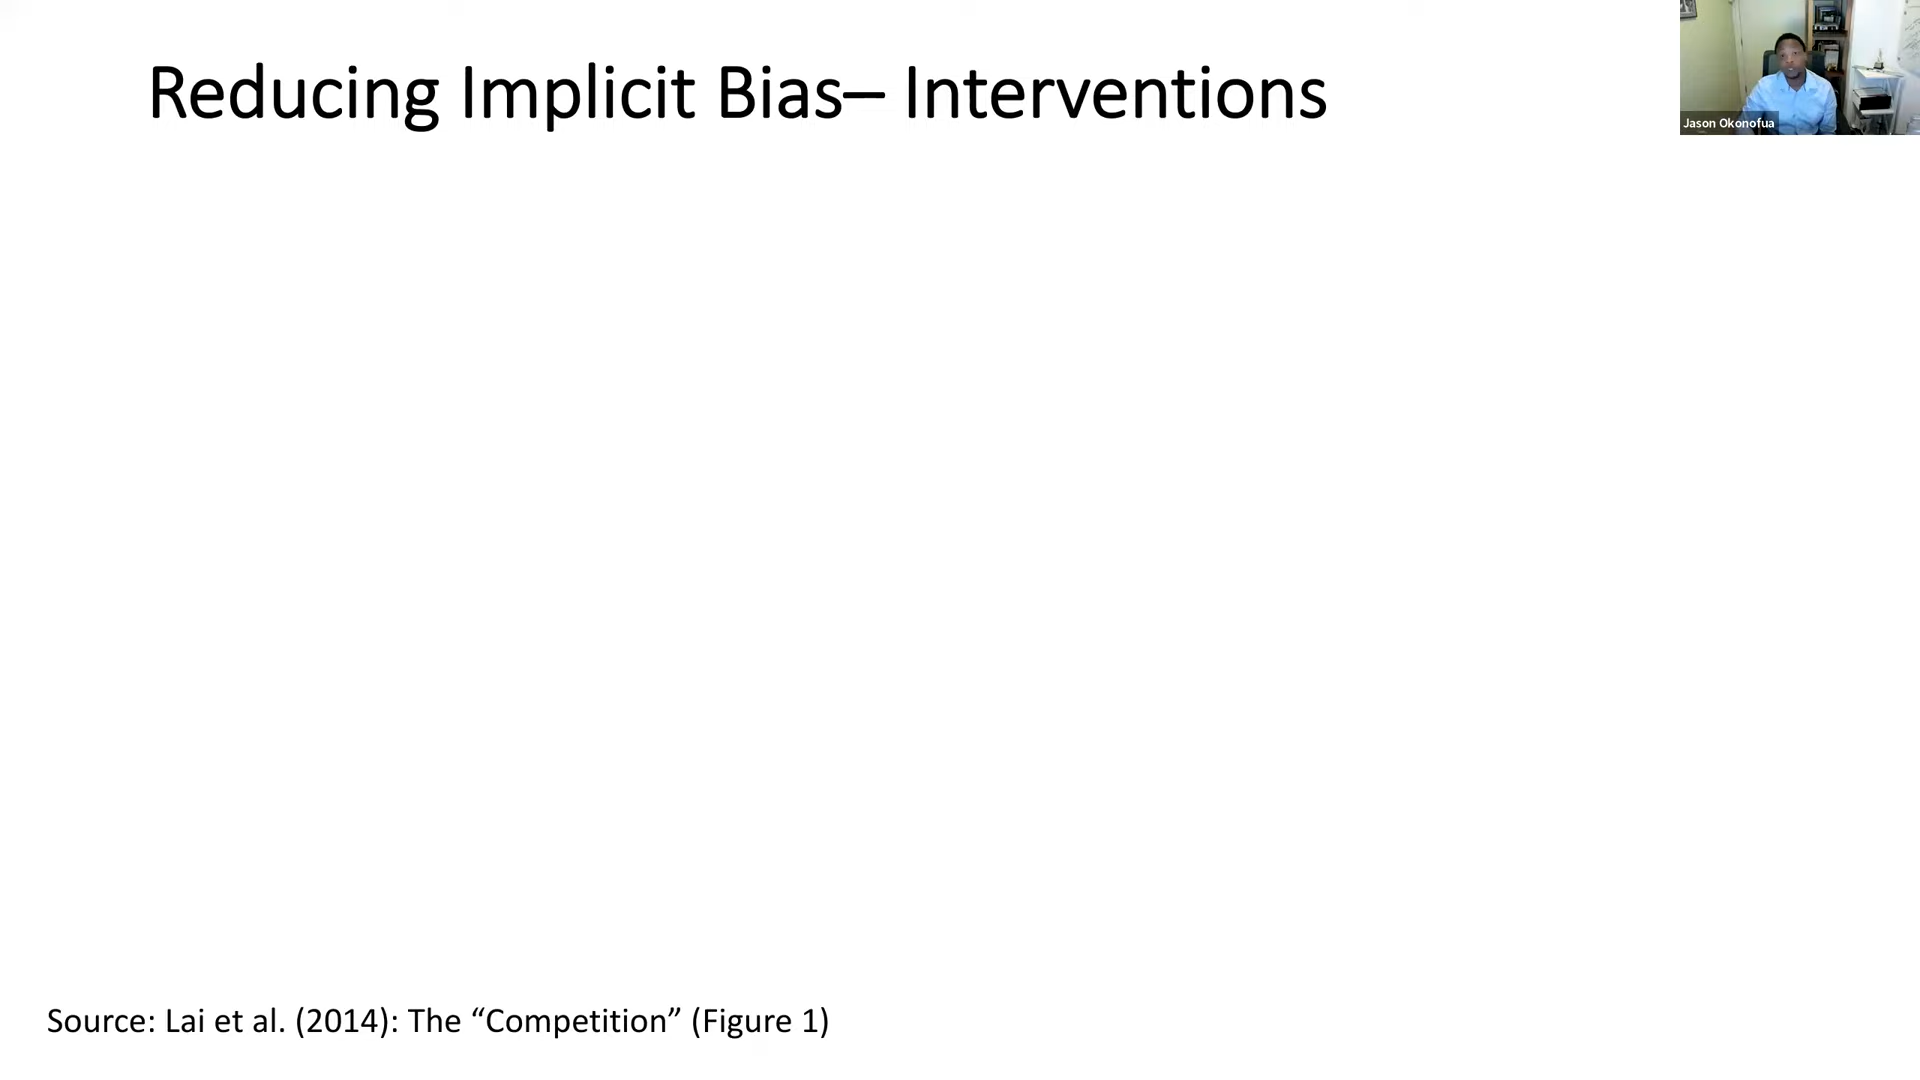 Reducing Implicit Bias– Interventions
Jason Okonofua
Source: Lai et al. (2014): The “Competition” (Figure 1)